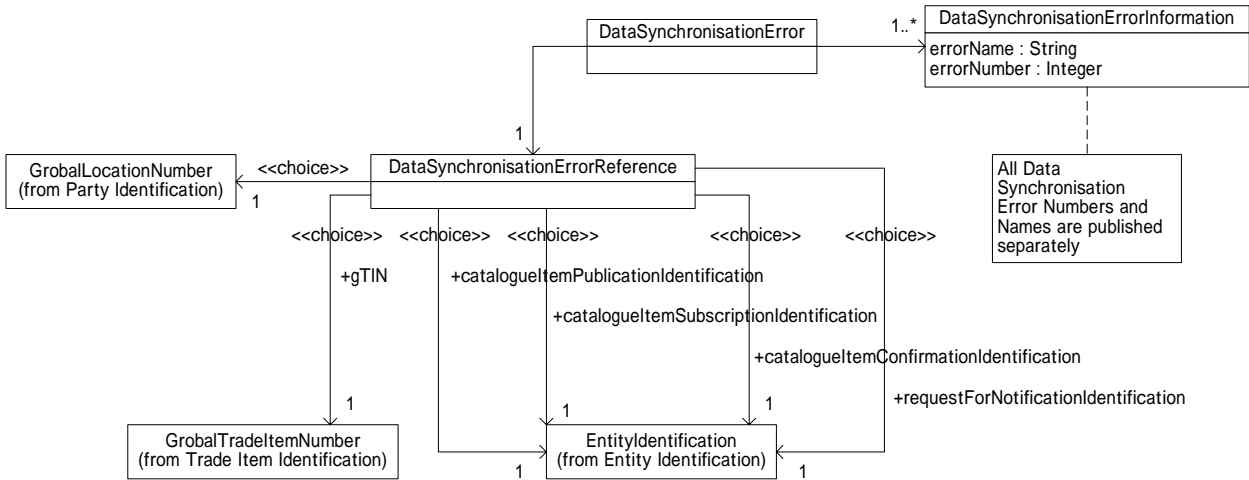 DataSynchronisationError
1..*
DataSynchronisationErrorInformation
errorName : String
errorNumber : Integer
1
GrobalLocationNumber
(from Party Identification)
<<choice>>
1
DataSynchronisationErrorReference
All Data
Synchronisation
Error Numbers and
Names are published
separately
<<choice>>
<<choice>>
<<choice>>
<<choice>>
<<choice>>
+gTIN
+catalogueItemPublicationIdentification
+catalogueItemSubscriptionIdentification
+catalogueItemConfirmationIdentification
+requestForNotificationIdentification
1
1
1
GrobalTradeItemNumber
(from Trade Item Identification)
EntityIdentification
(from Entity Identification)
1
1